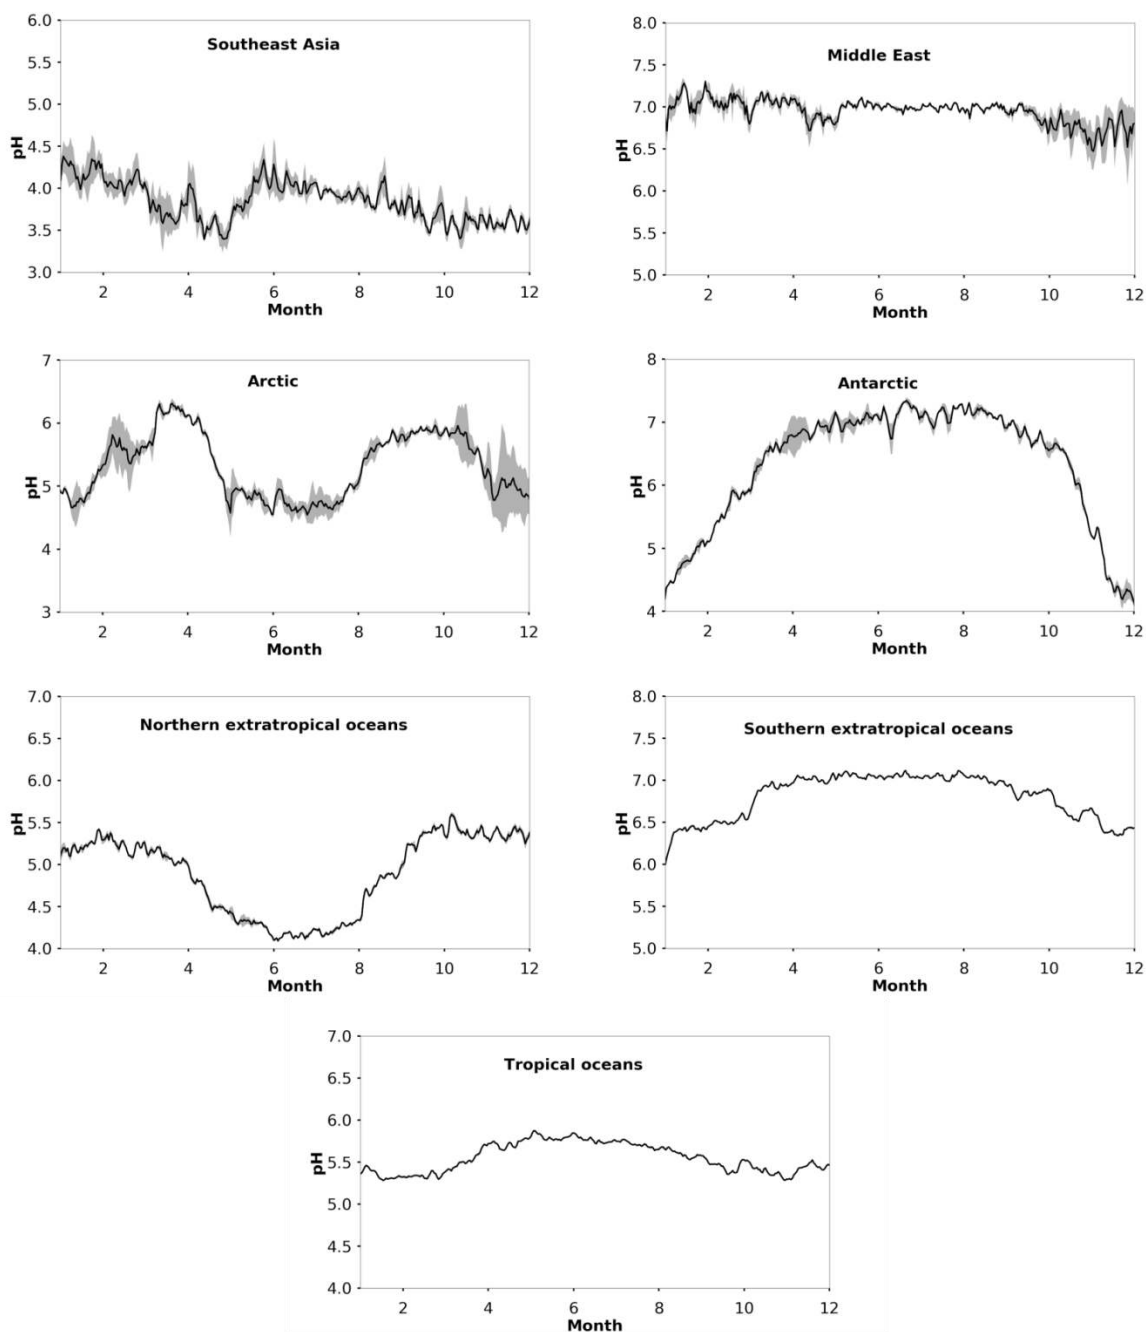 Southeast Asia
pH
6.0
5.5
5.0
4.5
4.0
3.5
3.0
2 4 6 8 10 12
Month
Middle East
pH
8.0
7.5
7.0
6.5
6.0
5.5
5.0
2 4 6 8 10 12
Month
Arctic
pH
7
6
5
4
3
2 4 6 8 10 12
Month
Antarctic
pH
8
7
6
5
4
2 4 6 8 10 12
Month
Northern extratropical oceans
pH
7.0
6.5
6.0
5.5
5.0
4.5
4.0
2 4 6 8 10 12
Month
Southern extratropical oceans
pH
8.0
7.5
7.0
6.5
6.0
5.5
5.0
2 4 6 8 10 12
Month
Tropical oceans
pH
7.0
6.5
6.0
5.5
5.0
4.5
4.0
2 4 6 8 10 12
Month